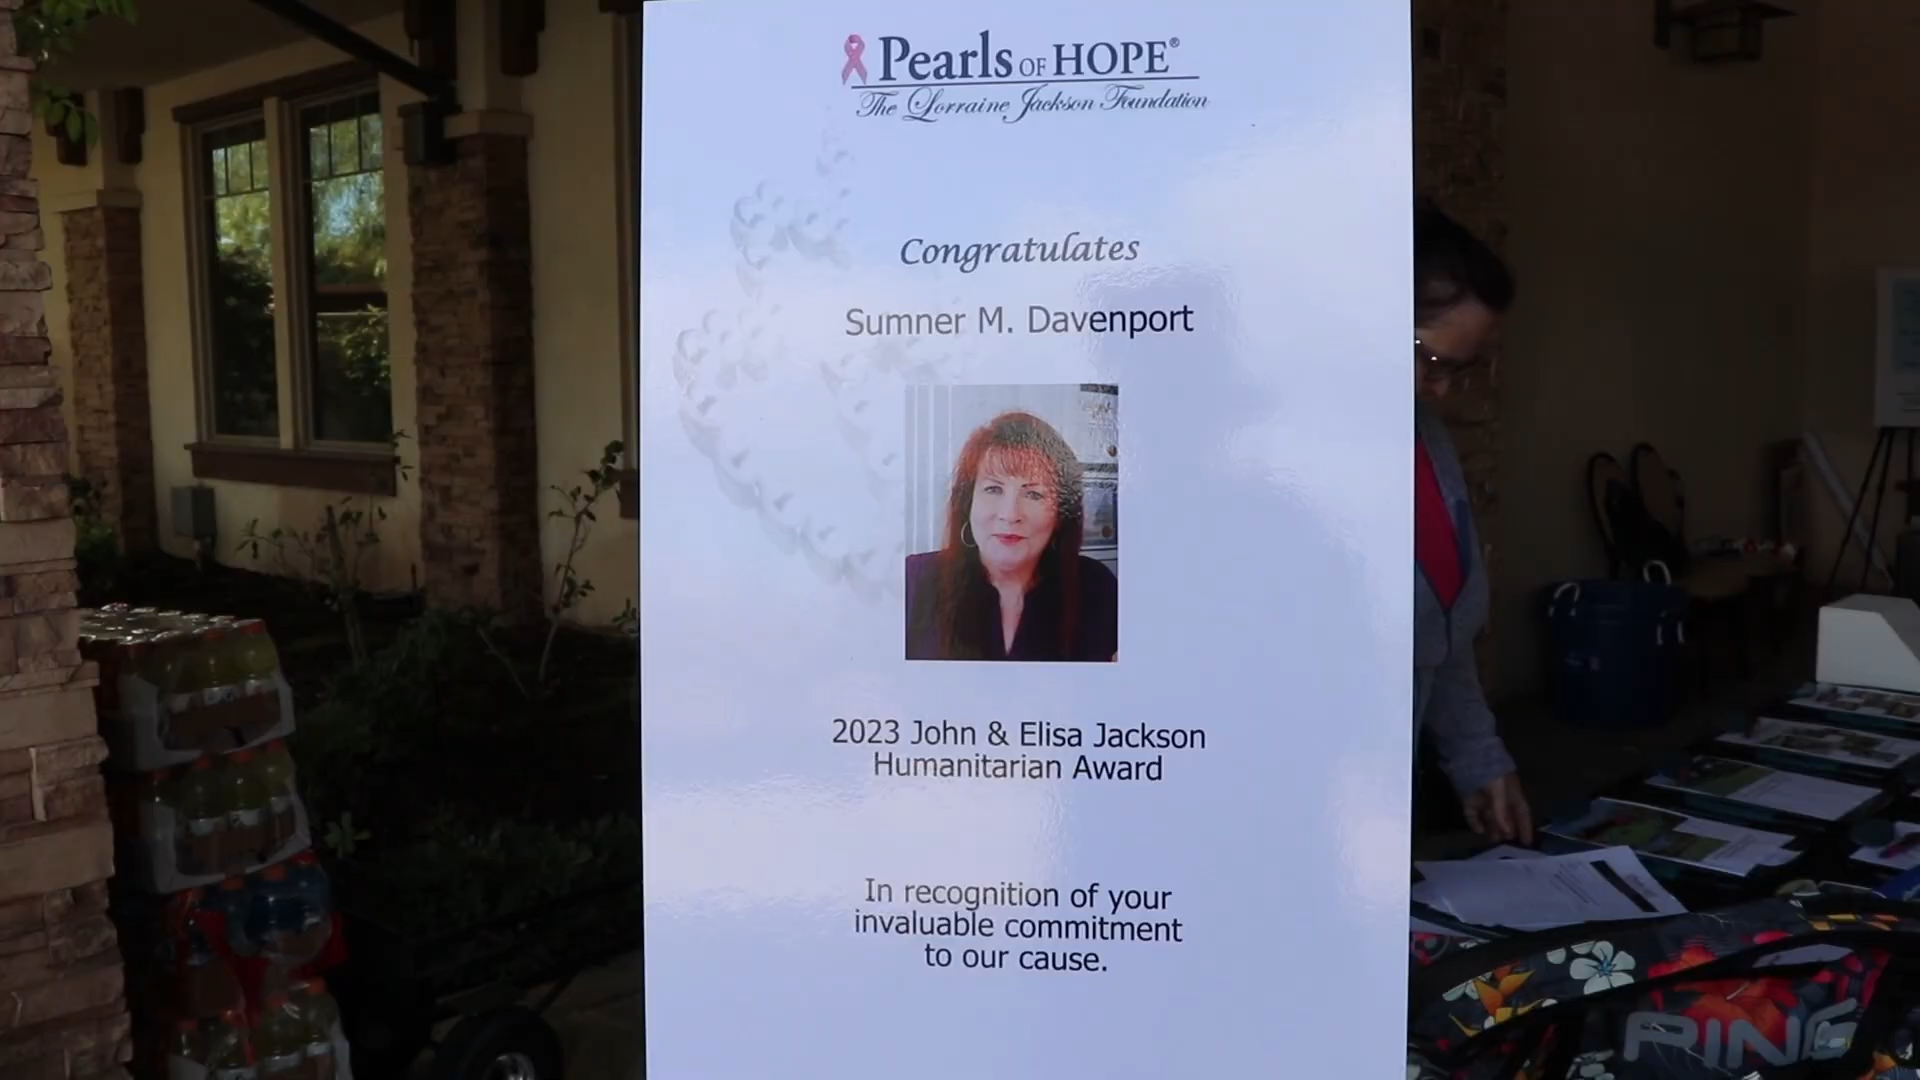 Pearls OF HOPE®
The Lorraine Jackson Foundation
Congratulates
Sumner M. Davenport
2023 John & Elisa Jackson
Humanitarian Award
In recognition of your
invaluable commitment
to our cause.
PING